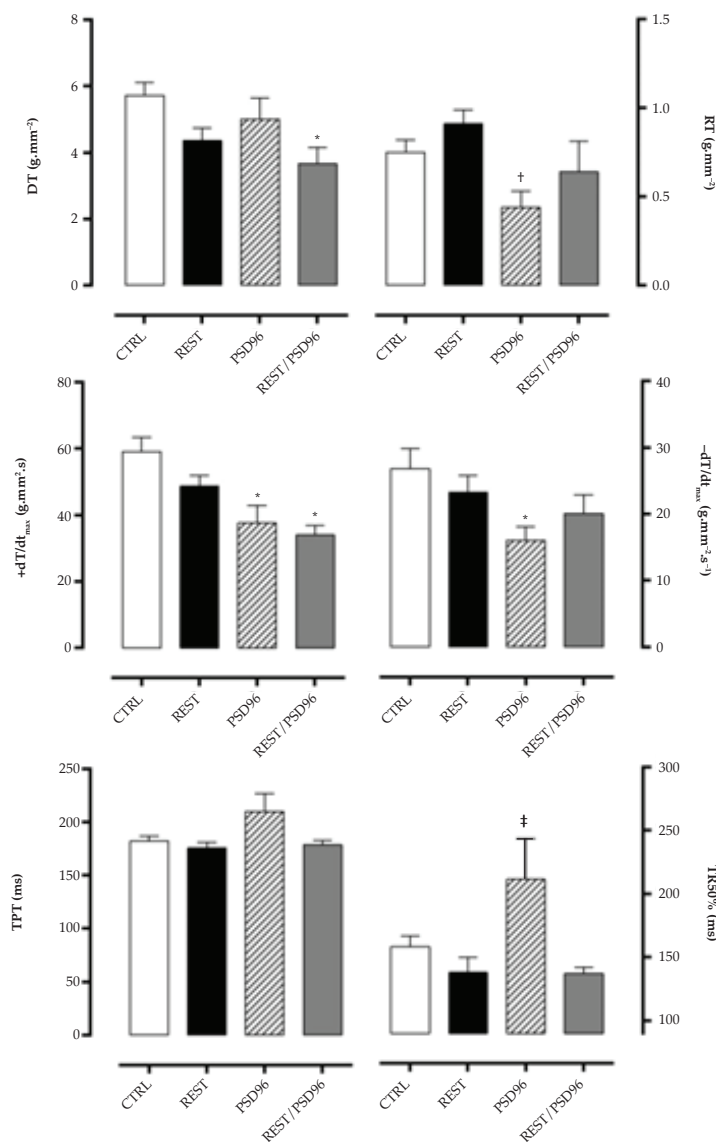 8
6
4
2
0
DT (g.mm⁻²)
*
CTRL
REST
PSD96
REST/PSD96
1.5
1.0
0.5
0.0
RT (g.mm⁻²)
†
CTRL
REST
PSD96
REST/PSD96
80
60
40
20
0
+dT/dtmax (g.mm².s)
*
*
CTRL
REST
PSD96
REST/PSD96
40
30
20
10
0
−dT/dtmax (g.mm⁻².s⁻¹)
*
CTRL
REST
PSD96
REST/PSD96
250
200
150
100
50
0
TPT (ms)
CTRL
REST
PSD96
REST/PSD96
300
250
200
150
100
TR50% (ms)
‡
CTRL
REST
PSD96
REST/PSD96